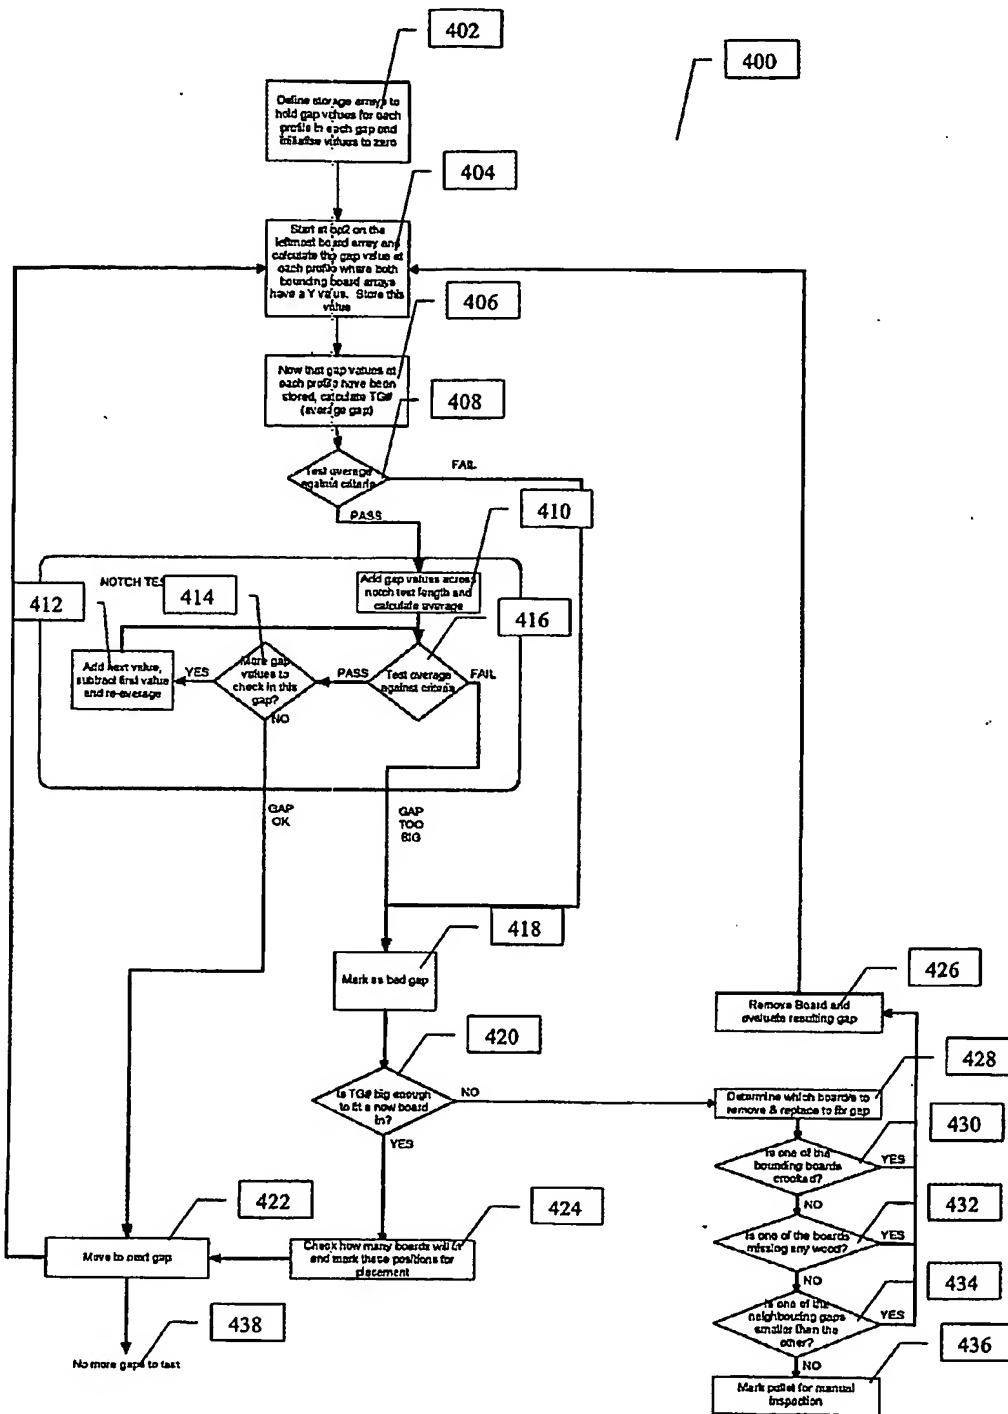 402
400
Define storage arrays to
hold gap values for each
profile in each gap and
initialise values to zero
404
Start at op2 on the
leftmost board array and
calculate the gap value at
each profile where both
bounding board arrays
have a Y value. Store this
value
406
Now that gap values at
each profile have been
stored, calculate TG#
(average gap)
408
Test average
against criteria
FAIL
PASS
410
Add gap values across
notch test length and
calculate average
NOTCH TES
412
414
416
Add next value,
subtract first value
and re-average
YES
More gap
values to
check in this
gap?
PASS
Test average
against criteria
FAIL
NO
GAP
OK
GAP
TOO
BIG
418
Mark as bad gap
426
Remove Board and
evaluate resulting gap
420
Is TG# big enough
to fit a new board
in?
NO
YES
428
Determine which board/s to
remove & replace to fix gap
430
Is one of the
bounding boards
crooked?
YES
NO
432
Is one of the boards
missing any wood?
YES
NO
434
Is one of the
neighbouring gaps
smaller than the
other?
YES
NO
436
Mark pallet for manual
inspection
422
Move to next gap
424
Check how many boards will fit
and mark these positions for
placement
438
No more gaps to test